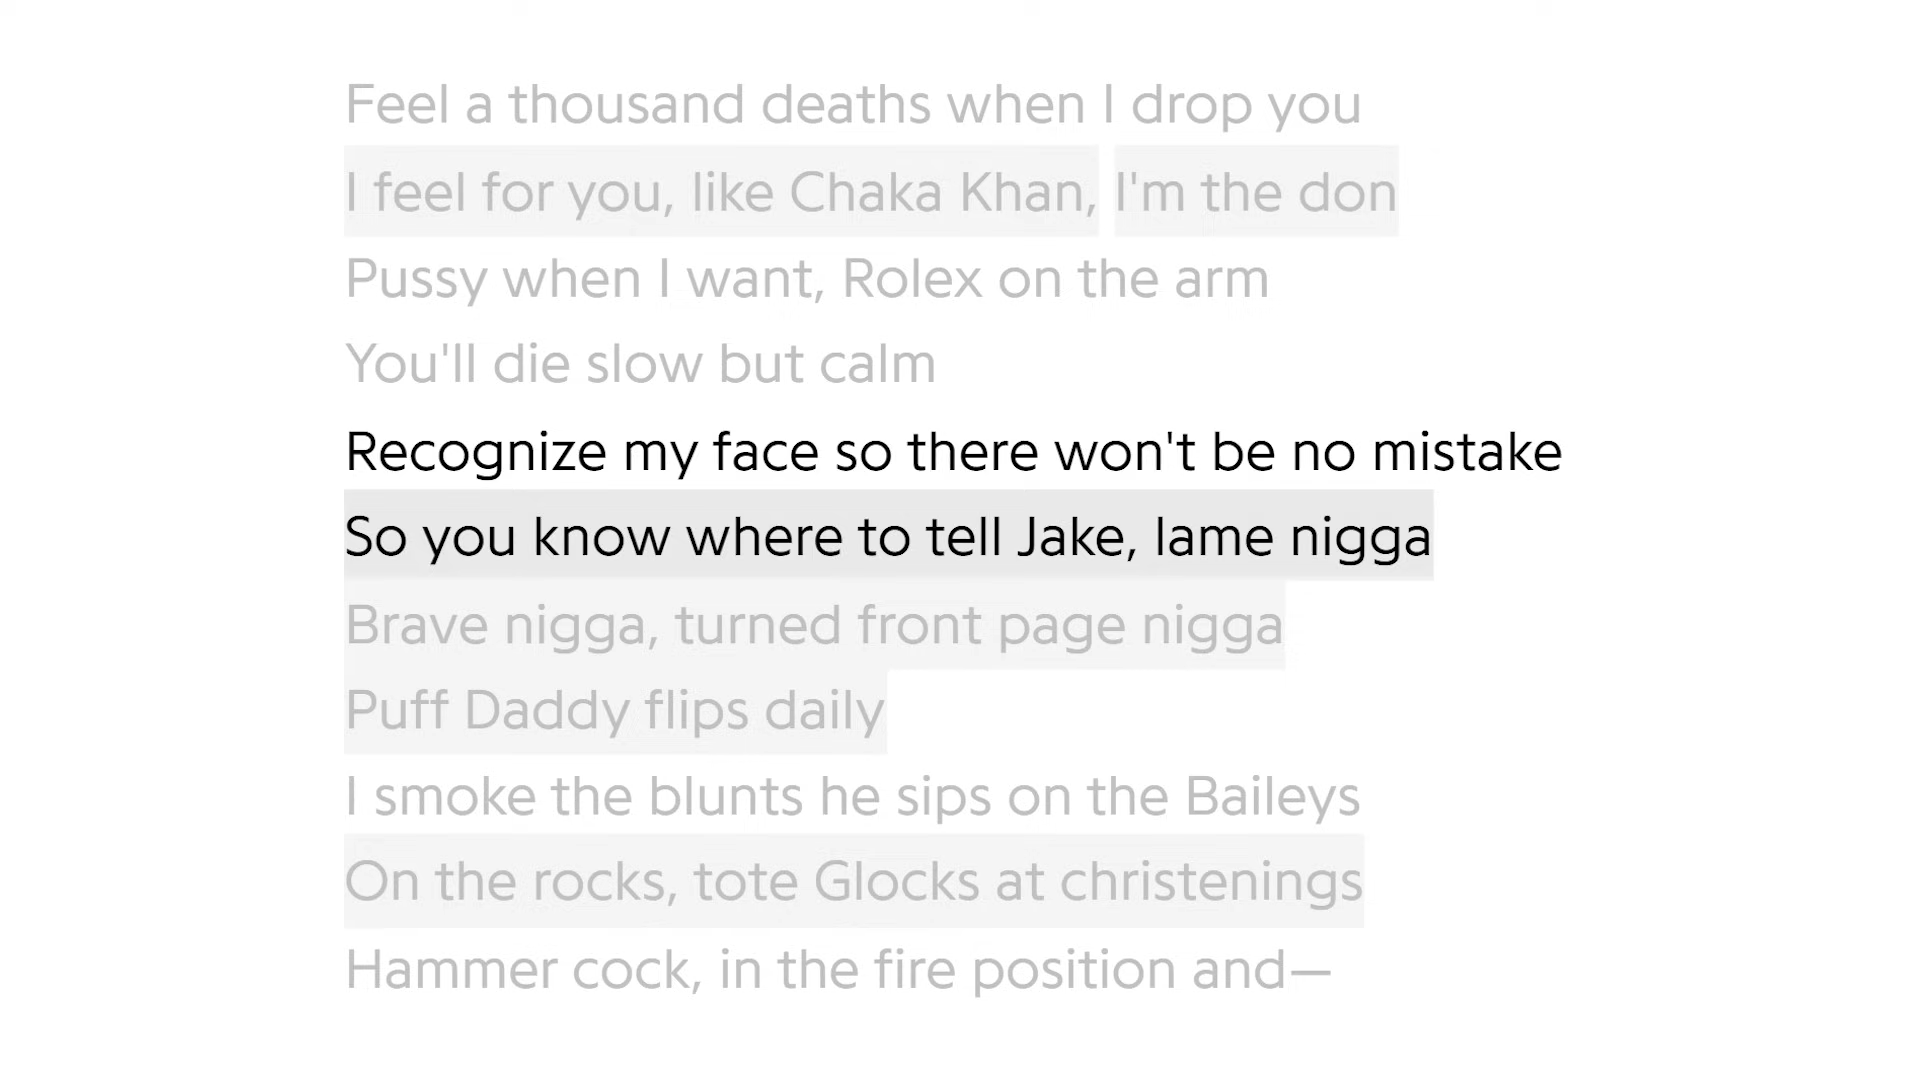 Feel a thousand deaths when I drop you
I feel for you, like Chaka Khan, I'm the don
Pussy when I want, Rolex on the arm
You'll die slow but calm
Recognize my face so there won't be no mistake
So you know where to tell Jake, lame nigga
Brave nigga, turned front page nigga
Puff Daddy flips daily
I smoke the blunts he sips on the Baileys
On the rocks, tote Glocks at christenings
Hammer cock, in the fire position and—